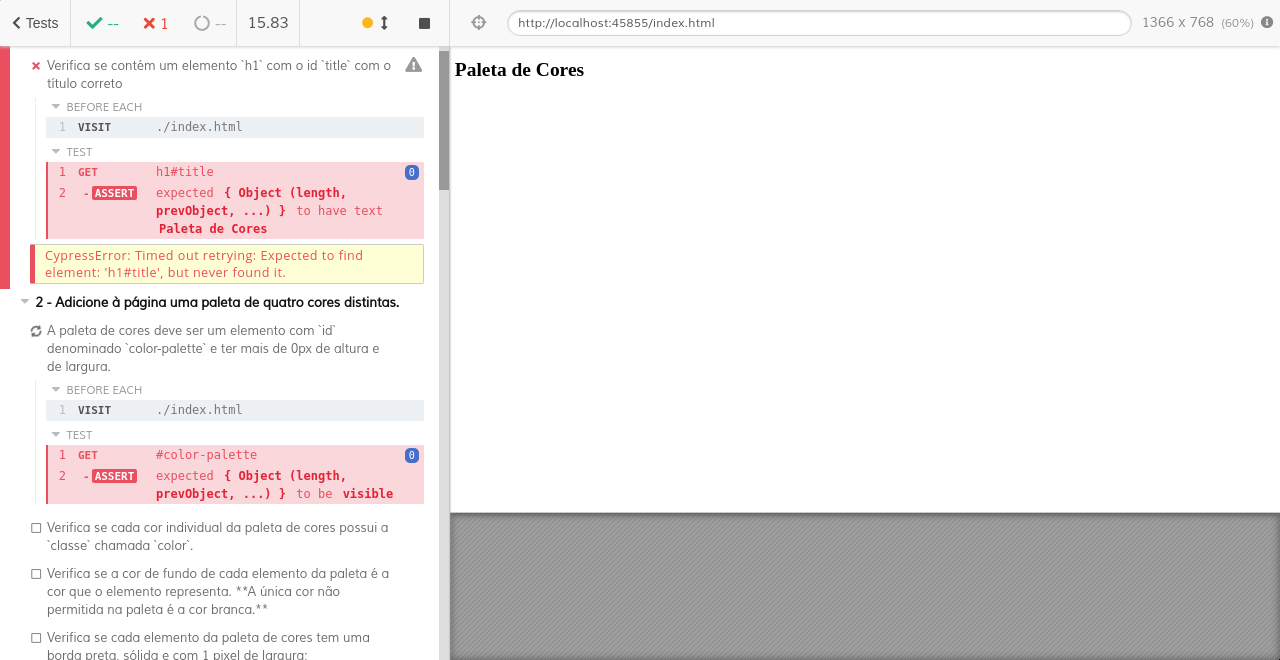 Tests
--
1
--
15.83
http://localhost:45855/index.html
1366 x 768 (60%)
Verifica se contém um elemento `h1` com o id `title` com o
título correto
BEFORE EACH
1 VISIT ./index.html
TEST
1 GET h1#title 0
2 -ASSERT expected { Object (length,
prevObject, ...) } to have text
Paleta de Cores
CypressError: Timed out retrying: Expected to find
element: 'h1#title', but never found it.
2 - Adicione à página uma paleta de quatro cores distintas.
A paleta de cores deve ser um elemento com `id`
denominado `color-palette` e ter mais de 0px de altura e
de largura.
BEFORE EACH
1 VISIT ./index.html
TEST
1 GET #color-palette 0
2 -ASSERT expected { Object (length,
prevObject, ...) } to be visible
Verifica se cada cor individual da paleta de cores possui a
`classe` chamada `color`.
Verifica se a cor de fundo de cada elemento da paleta é a
cor que o elemento representa. **A única cor não
permitida na paleta é a cor branca.**
Verifica se cada elemento da paleta de cores tem uma
borda preta, sólida e com 1 pixel de largura;
Paleta de Cores